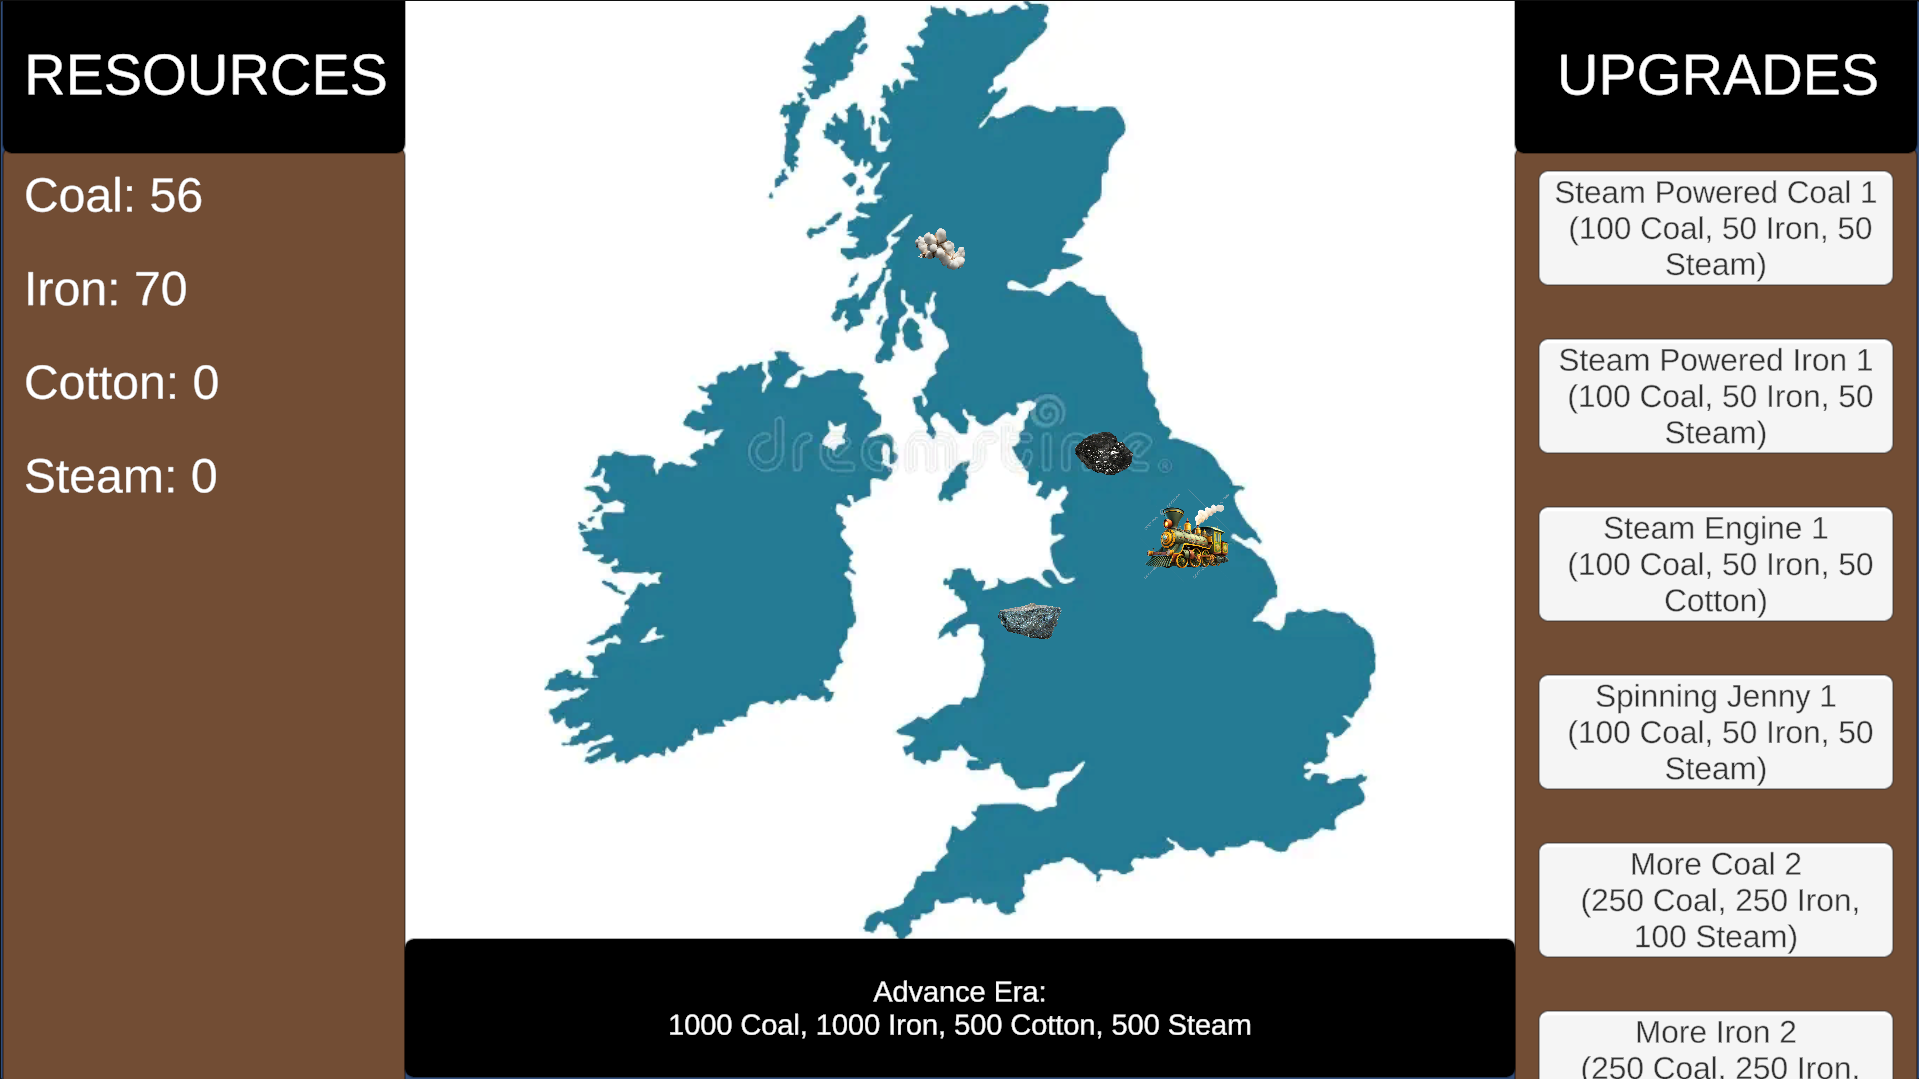 RESOURCES
Coal: 56
Iron: 70
Cotton: 0
Steam: 0
dreamstime
Advance Era:
1000 Coal, 1000 Iron, 500 Cotton, 500 Steam
UPGRADES
Steam Powered Coal 1
(100 Coal, 50 Iron, 50
Steam)
Steam Powered Iron 1
(100 Coal, 50 Iron, 50
Steam)
Steam Engine 1
(100 Coal, 50 Iron, 50
Cotton)
Spinning Jenny 1
(100 Coal, 50 Iron, 50
Steam)
More Coal 2
(250 Coal, 250 Iron,
100 Steam)
More Iron 2
(250 Coal, 250 Iron,